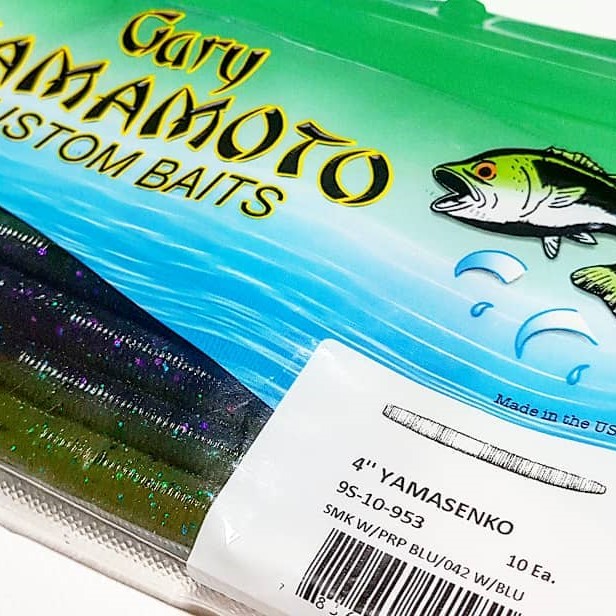 Gary
AMAMOTO
USTOM BAITS
Made in the US
4" YAMASENKO
9S-10-953
10 Ea.
SMK W/PRP BLU/042 W/BLU